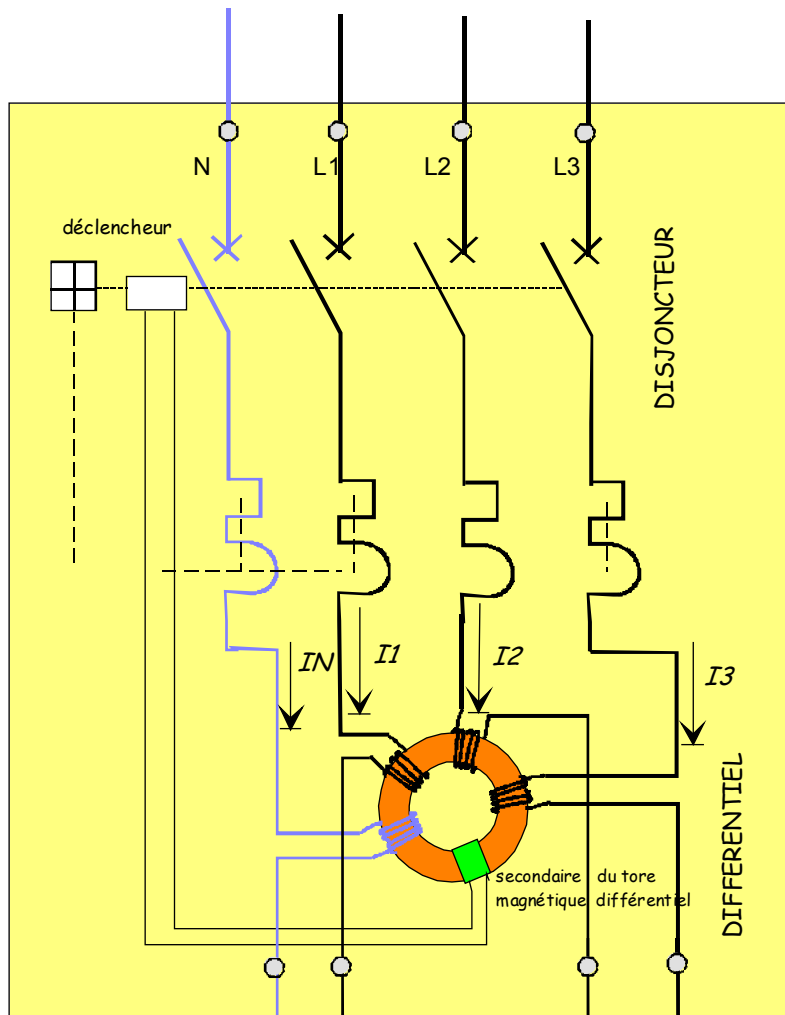 N
L1
L2
L3
déclencheur
DISJONCTEUR
IN
I1
I2
I3
DIFFERENTIEL
secondaire du tore
magnétique différentiel